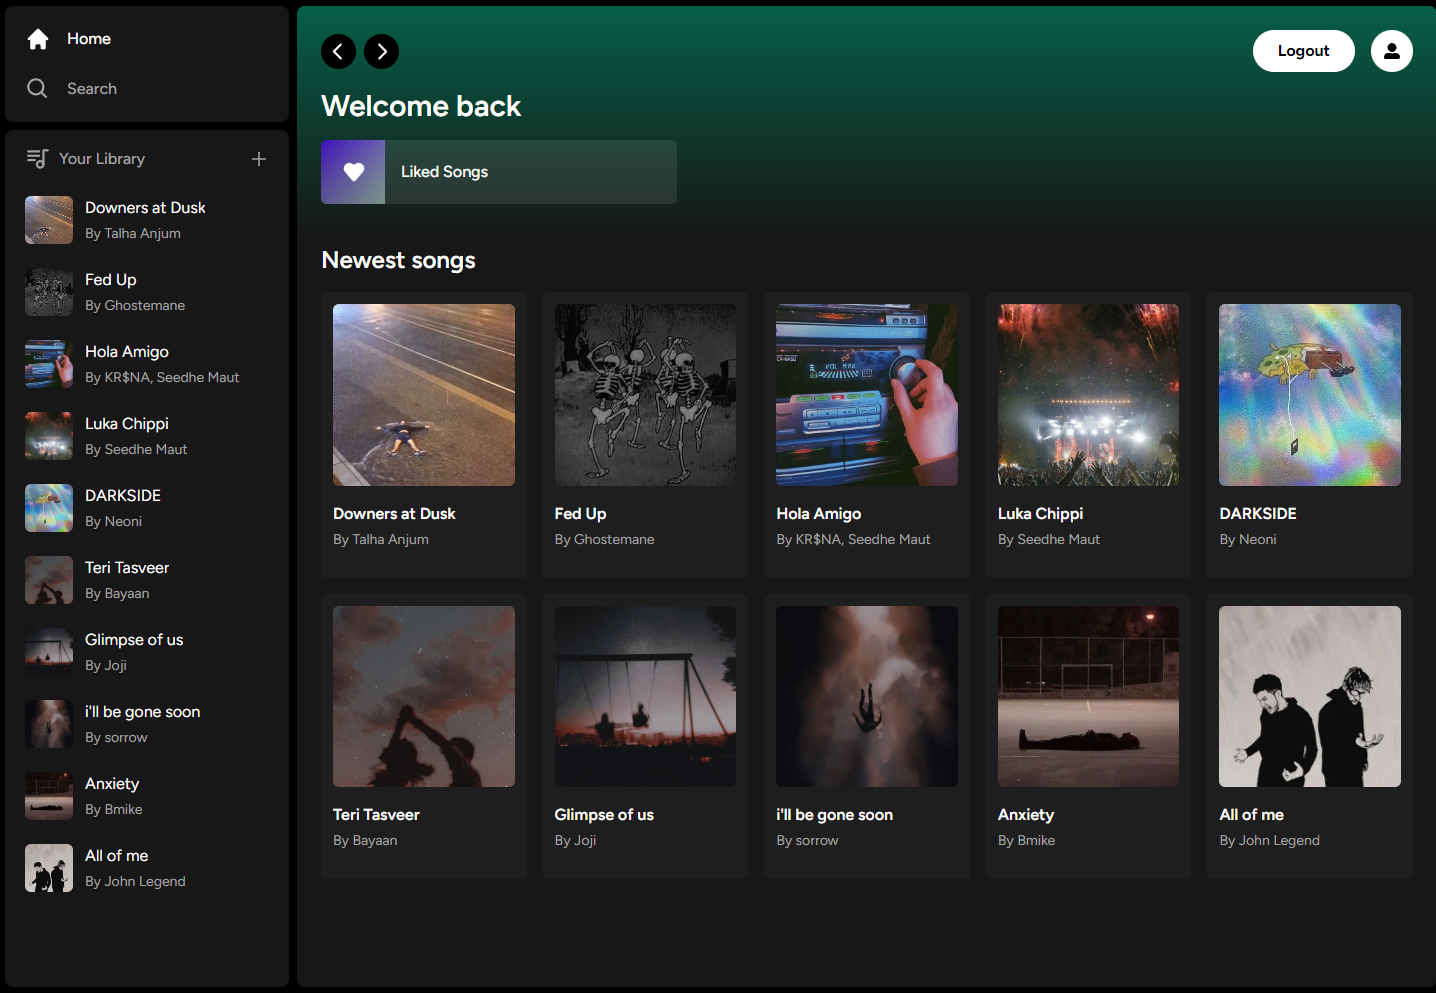 Home
Search
Your Library
Downers at Dusk
By Talha Anjum
Fed Up
By Ghostemane
Hola Amigo
By KR$NA, Seedhe Maut
Luka Chippi
By Seedhe Maut
DARKSIDE
By Neoni
Teri Tasveer
By Bayaan
Glimpse of us
By Joji
i'll be gone soon
By sorrow
Anxiety
By Bmike
All of me
By John Legend
Logout
Welcome back
Liked Songs
Newest songs
VOL MAX
Downers at Dusk
By Talha Anjum
Fed Up
By Ghostemane
Hola Amigo
By KR$NA, Seedhe Maut
Luka Chippi
By Seedhe Maut
DARKSIDE
By Neoni
Teri Tasveer
By Bayaan
Glimpse of us
By Joji
i'll be gone soon
By sorrow
Anxiety
By Bmike
All of me
By John Legend